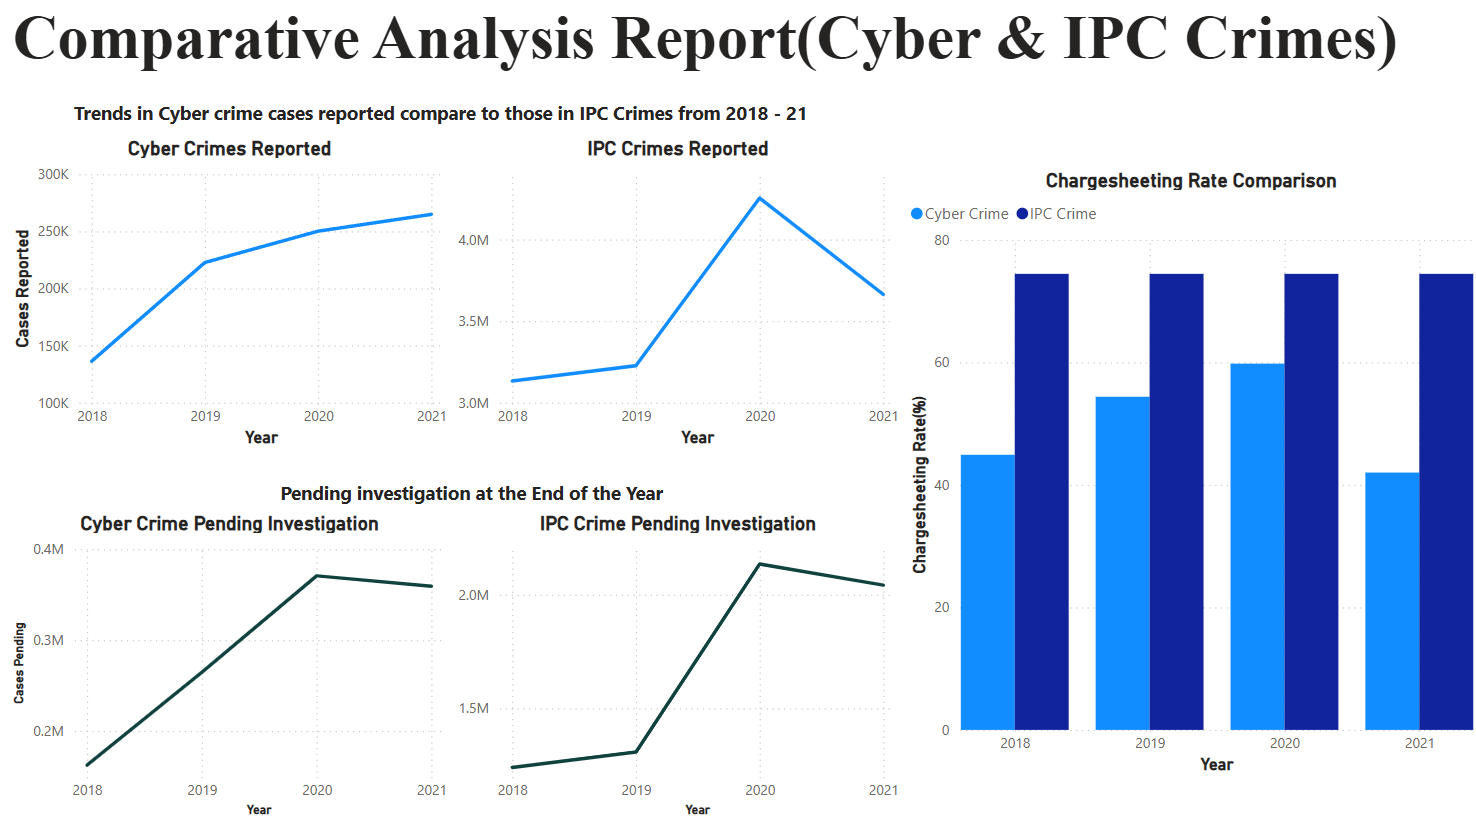 Comparative Analysis Report(Cyber & IPC Crimes)
Trends in Cyber crime cases reported compare to those in IPC Crimes from 2018 - 21
Cyber Crimes Reported
Cases Reported
300K
250K
200K
150K
100K
2018 2019 2020 2021
Year
IPC Crimes Reported
4.0M
3.5M
3.0M
2018 2019 2020 2021
Year
Pending investigation at the End of the Year
Cyber Crime Pending Investigation
Cases Pending
0.4M
0.3M
0.2M
2018 2019 2020 2021
Year
IPC Crime Pending Investigation
2.0M
1.5M
2018 2019 2020 2021
Year
Chargesheeting Rate Comparison
Cyber Crime IPC Crime
Chargesheeting Rate(%)
80
60
40
20
0
2018 2019 2020 2021
Year